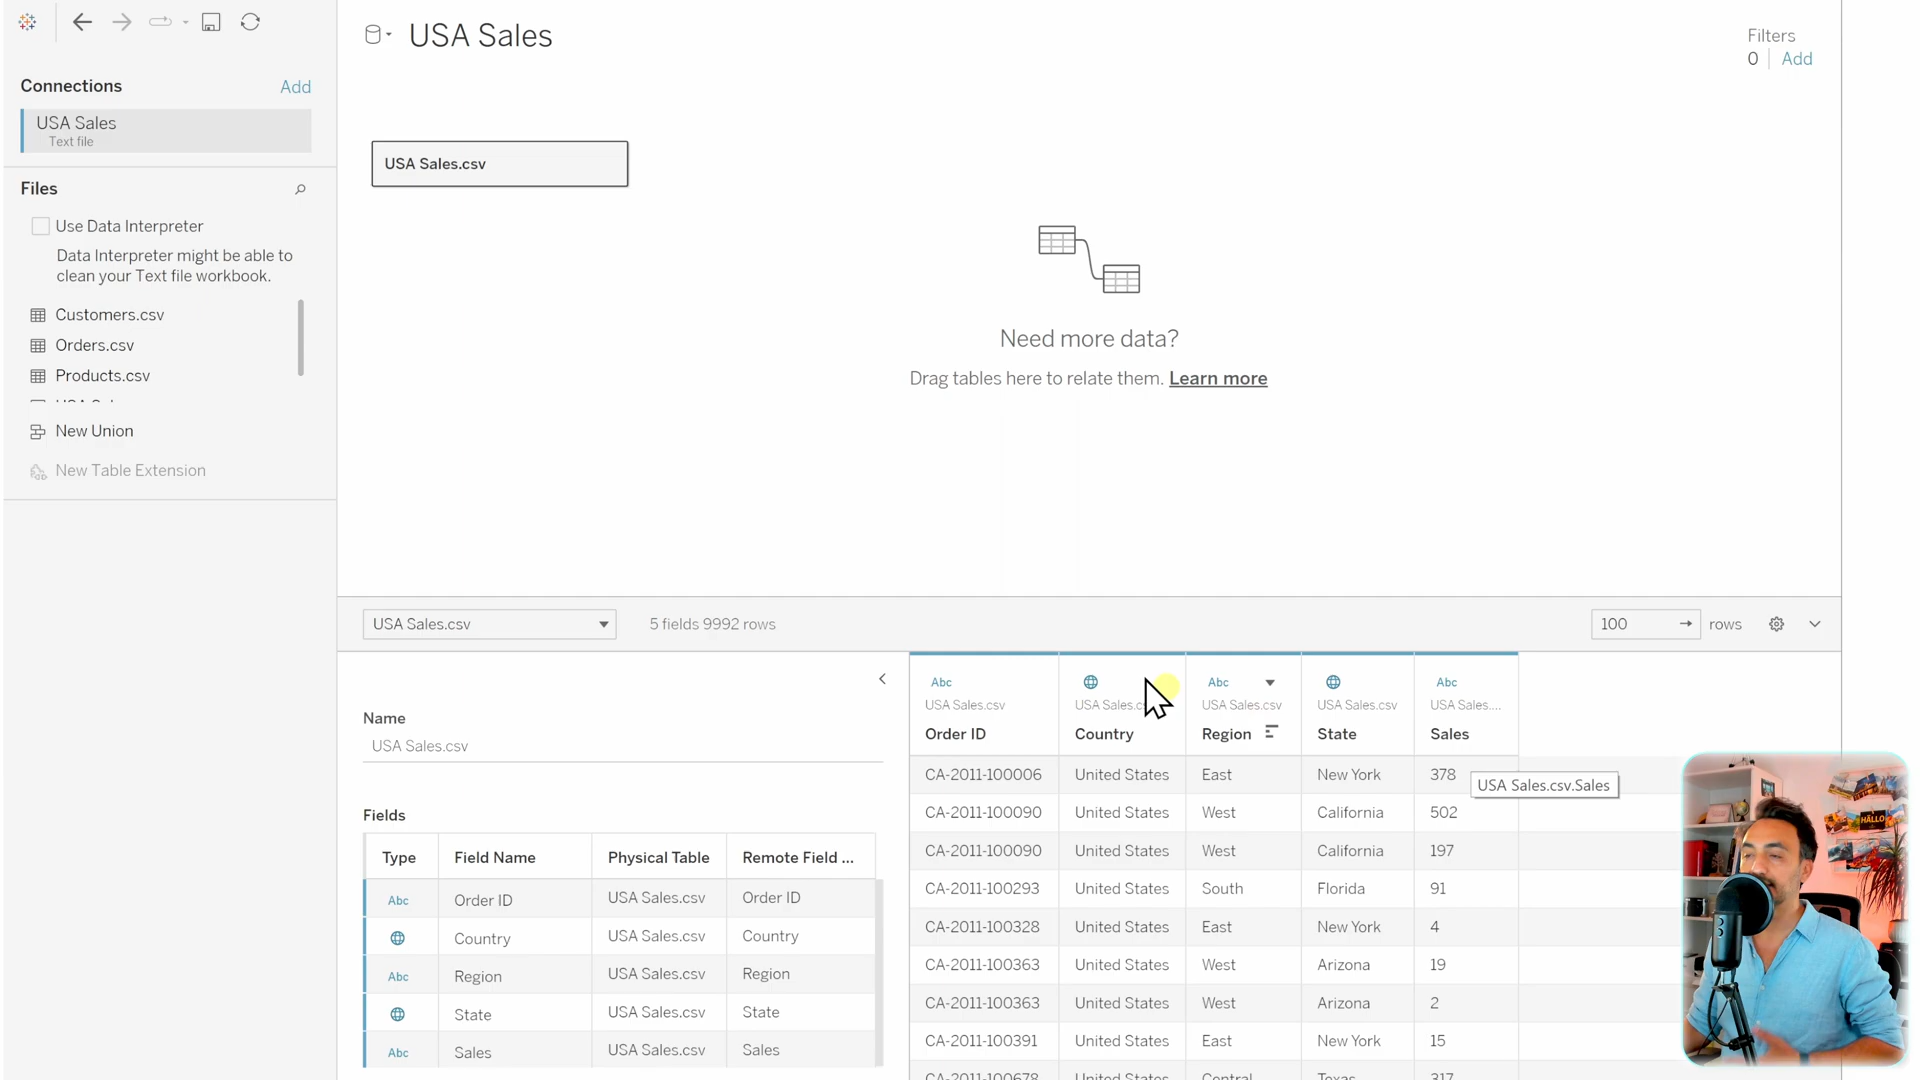 USA Sales
Filters
0 | Add
Connections
Add
USA Sales
Text file
USA Sales.csv
Files
Use Data Interpreter
Data Interpreter might be able to
clean your Text file workbook.
Customers.csv
Orders.csv
Products.csv
New Union
New Table Extension
Need more data?
Drag tables here to relate them. Learn more
USA Sales.csv
5 fields 9992 rows
100
rows
Name
USA Sales.csv
Fields
Type Field Name Physical Table Remote Field ...
Abc Order ID USA Sales.csv Order ID
Country USA Sales.csv Country
Abc Region USA Sales.csv Region
State USA Sales.csv State
Abc Sales USA Sales.csv Sales
Abc Abc Abc
USA Sales.csv USA Sales.c USA Sales.csv USA Sales.csv USA Sales....
Order ID Country Region State Sales
CA-2011-100006 United States East New York 378
USA Sales.csv.Sales
CA-2011-100090 United States West California 502
CA-2011-100090 United States West California 197
CA-2011-100293 United States South Florida 91
CA-2011-100328 United States East New York 4
CA-2011-100363 United States West Arizona 19
CA-2011-100363 United States West Arizona 2
CA-2011-100391 United States East New York 15
CA-2011-100678 United States Central Texas 317
HALLO